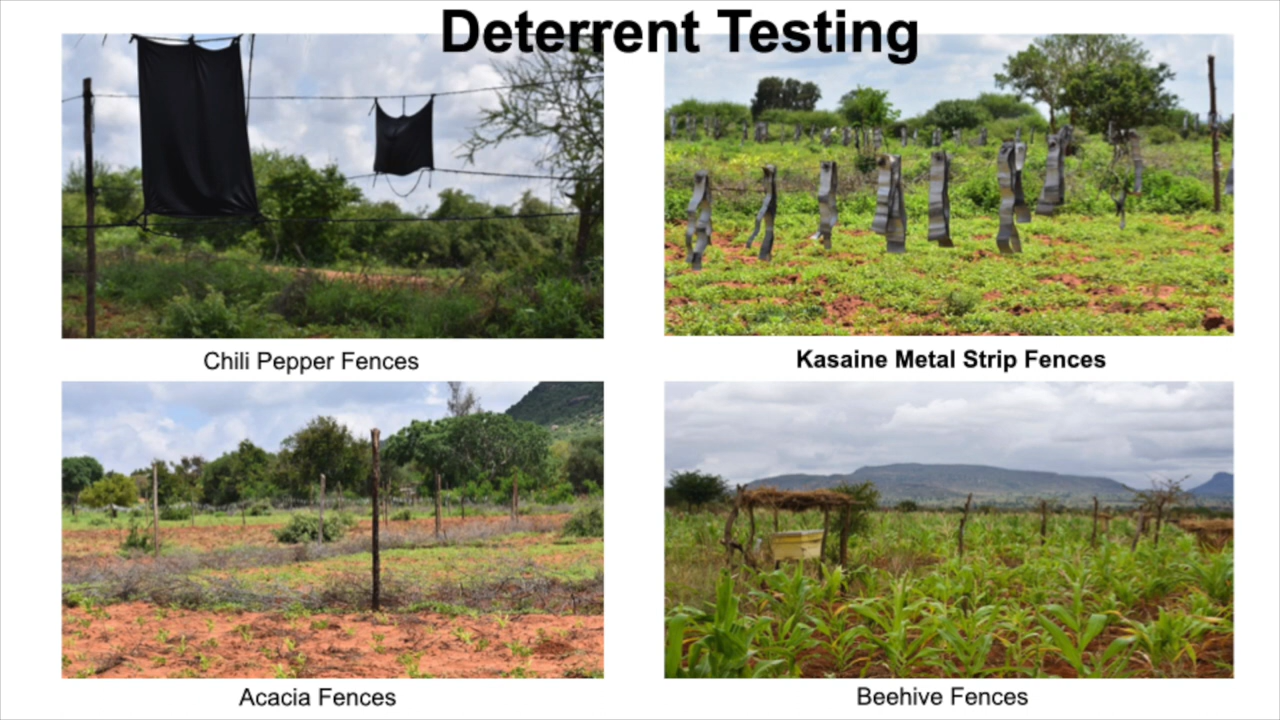 Deterrent Testing
Chili Pepper Fences
Kasaine Metal Strip Fences
Acacia Fences
Beehive Fences